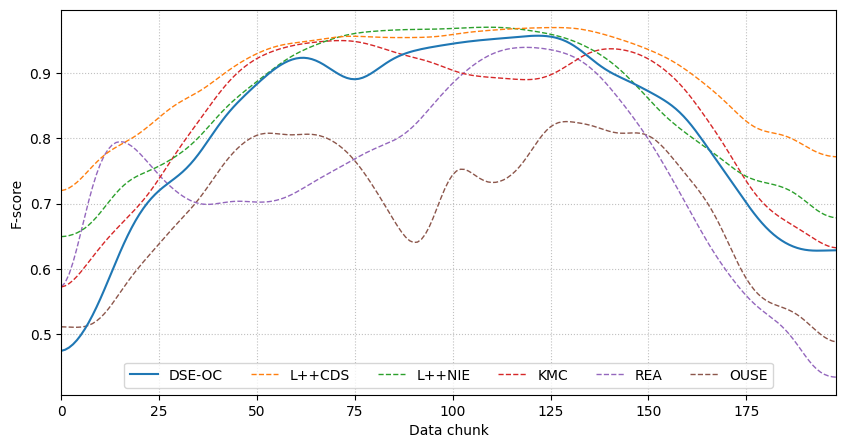 F-score
0.9
0.8
0.7
0.6
0.5
DSE-OC L++CDS L++NIE KMC REA OUSE
0 25 50 75 100 125 150 175
Data chunk